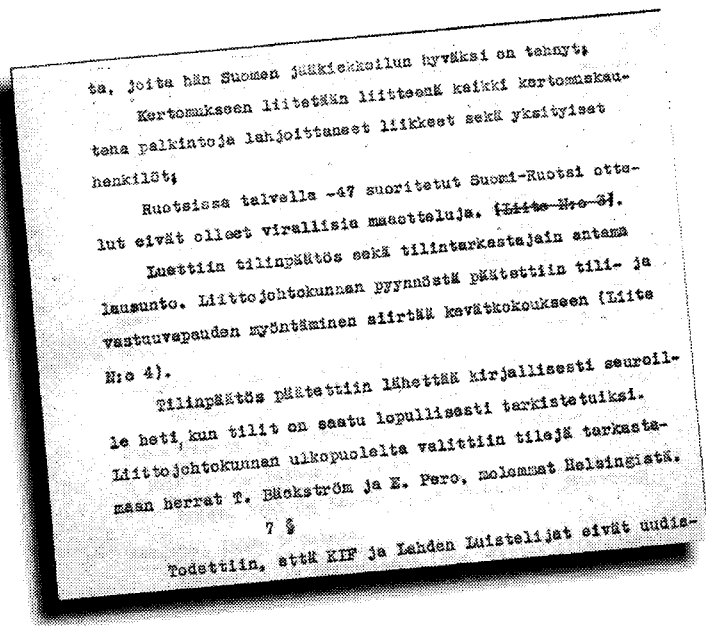 ta, joita hän Suomen jääkiekkoilun hyväksi on tehnyt;
Kertomukseen liitetään liitteenä kaikki kertomuskau-
tena palkintoja lahjoittaneet liikkeet sekä yksityiset
henkilöt;
Ruotsissa talvella -47 suoritetut Suomi-Ruotsi otte-
lut eivät olleet virallisia maaotteluja. (Liite N:o 3).
Luettiin tilinpäätös sekä tilintarkastajain antama
lausunto. Liittojohtokunnan pyynnöstä päätettiin tili- ja
vastuuvapauden myöntäminen siirtää kevätkokoukseen (Liite
N:o 4).
Tilinpäätös päätettiin lähettää kirjallisesti seuroil-
le heti, kun tilit on saatu lopullisesti tarkistetuiksi.
Liittojohtokunnan ulkopuolelta valittiin tilejä tarkasta-
maan herrat T. Bäckström ja E. Pero, molemmat Helsingistä.
7 §
Todettiin, että KIF ja Lahden Luistelijat eivät uudis-